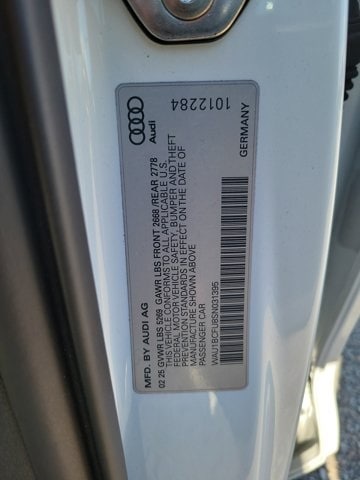 MFD. BY AUDI AG
02 25 GVWR LBS 5269 GAWR LBS FRONT 2668 /REAR 2778
THIS VEHICLE CONFORMS TO ALL APPLICABLE U.S.
FEDERAL MOTOR VEHICLE SAFETY, BUMPER AND THEFT
PREVENTION STANDARDS IN EFFECT ON THE DATE OF
MANUFACTURE SHOWN ABOVE
PASSENGER CAR
WAU1BCFU8SN031395
Audi
1012284
GERMANY